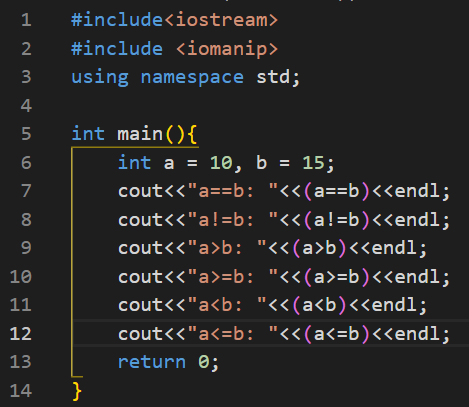 1 #include<iostream>
2 #include <iomanip>
3 using namespace std;
4
5 int main(){
6     int a = 10, b = 15;
7     cout<<"a==b: "<<(a==b)<<endl;
8     cout<<"a!=b: "<<(a!=b)<<endl;
9     cout<<"a>b: "<<(a>b)<<endl;
10     cout<<"a>=b: "<<(a>=b)<<endl;
11     cout<<"a<b: "<<(a<b)<<endl;
12     cout<<"a<=b: "<<(a<=b)<<endl;
13     return 0;
14 }